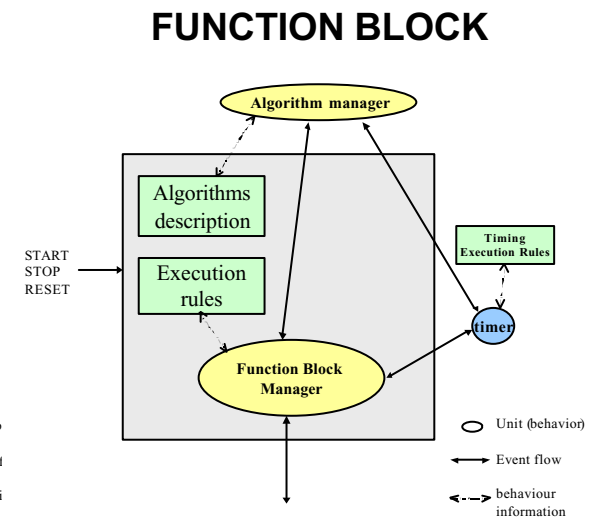 FUNCTION BLOCK
Algorithm manager
Algorithms
description
Timing
Execution Rules
START
STOP
RESET
Execution
rules
timer
Function Block
Manager
Unit (behavior)
Event flow
behaviour
information